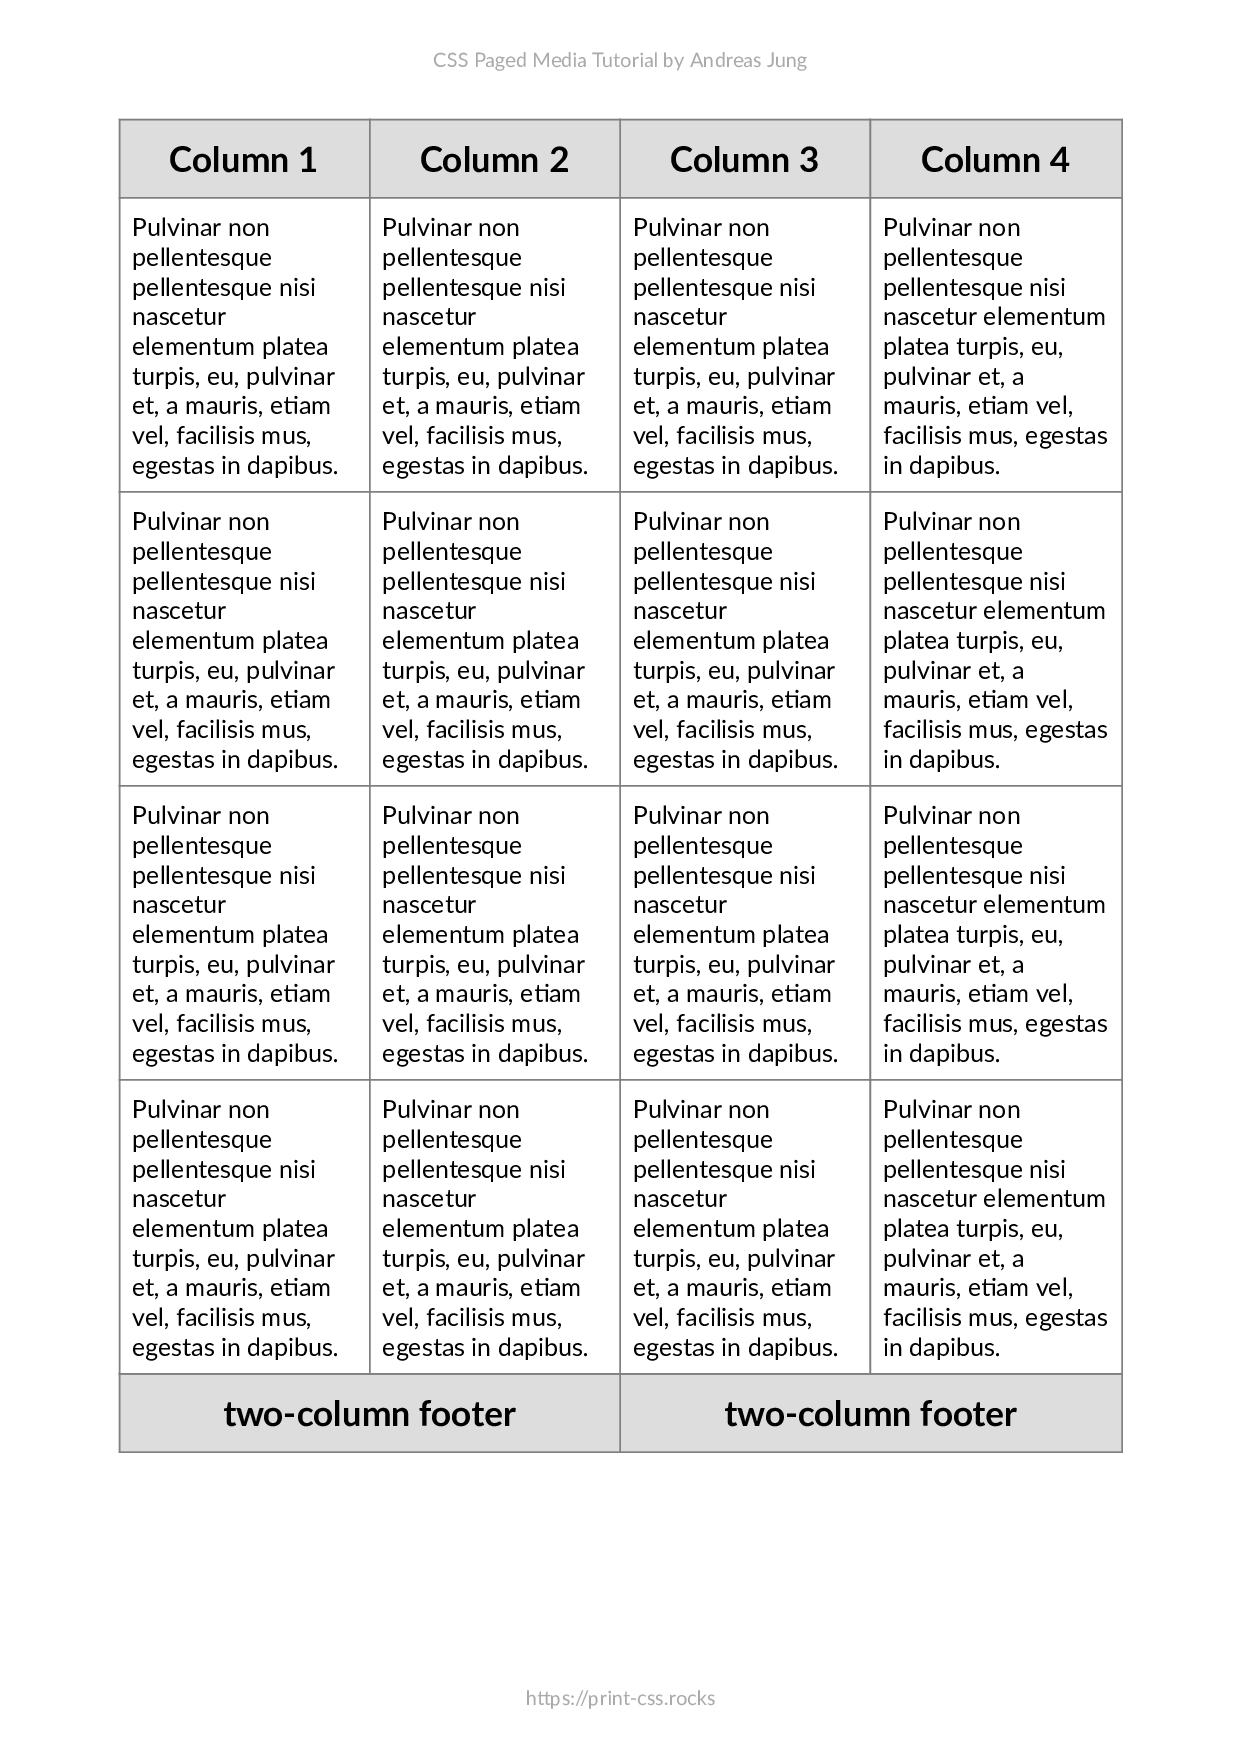 CSS Paged Media Tutorial by Andreas Jung
Column 1
Column 2
Column 3
Column 4
Pulvinar non
pellentesque
pellentesque nisi
nascetur
elementum platea
turpis, eu, pulvinar
et, a mauris, etiam
vel, facilisis mus,
egestas in dapibus.
Pulvinar non
pellentesque
pellentesque nisi
nascetur
elementum platea
turpis, eu, pulvinar
et, a mauris, etiam
vel, facilisis mus,
egestas in dapibus.
Pulvinar non
pellentesque
pellentesque nisi
nascetur
elementum platea
turpis, eu, pulvinar
et, a mauris, etiam
vel, facilisis mus,
egestas in dapibus.
Pulvinar non
pellentesque
pellentesque nisi
nascetur elementum
platea turpis, eu,
pulvinar et, a
mauris, etiam vel,
facilisis mus, egestas
in dapibus.
Pulvinar non
pellentesque
pellentesque nisi
nascetur
elementum platea
turpis, eu, pulvinar
et, a mauris, etiam
vel, facilisis mus,
egestas in dapibus.
Pulvinar non
pellentesque
pellentesque nisi
nascetur
elementum platea
turpis, eu, pulvinar
et, a mauris, etiam
vel, facilisis mus,
egestas in dapibus.
Pulvinar non
pellentesque
pellentesque nisi
nascetur
elementum platea
turpis, eu, pulvinar
et, a mauris, etiam
vel, facilisis mus,
egestas in dapibus.
Pulvinar non
pellentesque
pellentesque nisi
nascetur elementum
platea turpis, eu,
pulvinar et, a
mauris, etiam vel,
facilisis mus, egestas
in dapibus.
Pulvinar non
pellentesque
pellentesque nisi
nascetur
elementum platea
turpis, eu, pulvinar
et, a mauris, etiam
vel, facilisis mus,
egestas in dapibus.
Pulvinar non
pellentesque
pellentesque nisi
nascetur
elementum platea
turpis, eu, pulvinar
et, a mauris, etiam
vel, facilisis mus,
egestas in dapibus.
Pulvinar non
pellentesque
pellentesque nisi
nascetur
elementum platea
turpis, eu, pulvinar
et, a mauris, etiam
vel, facilisis mus,
egestas in dapibus.
Pulvinar non
pellentesque
pellentesque nisi
nascetur elementum
platea turpis, eu,
pulvinar et, a
mauris, etiam vel,
facilisis mus, egestas
in dapibus.
Pulvinar non
pellentesque
pellentesque nisi
nascetur
elementum platea
turpis, eu, pulvinar
et, a mauris, etiam
vel, facilisis mus,
egestas in dapibus.
Pulvinar non
pellentesque
pellentesque nisi
nascetur
elementum platea
turpis, eu, pulvinar
et, a mauris, etiam
vel, facilisis mus,
egestas in dapibus.
Pulvinar non
pellentesque
pellentesque nisi
nascetur
elementum platea
turpis, eu, pulvinar
et, a mauris, etiam
vel, facilisis mus,
egestas in dapibus.
Pulvinar non
pellentesque
pellentesque nisi
nascetur elementum
platea turpis, eu,
pulvinar et, a
mauris, etiam vel,
facilisis mus, egestas
in dapibus.
two-column footer
two-column footer
https://print-css.rocks